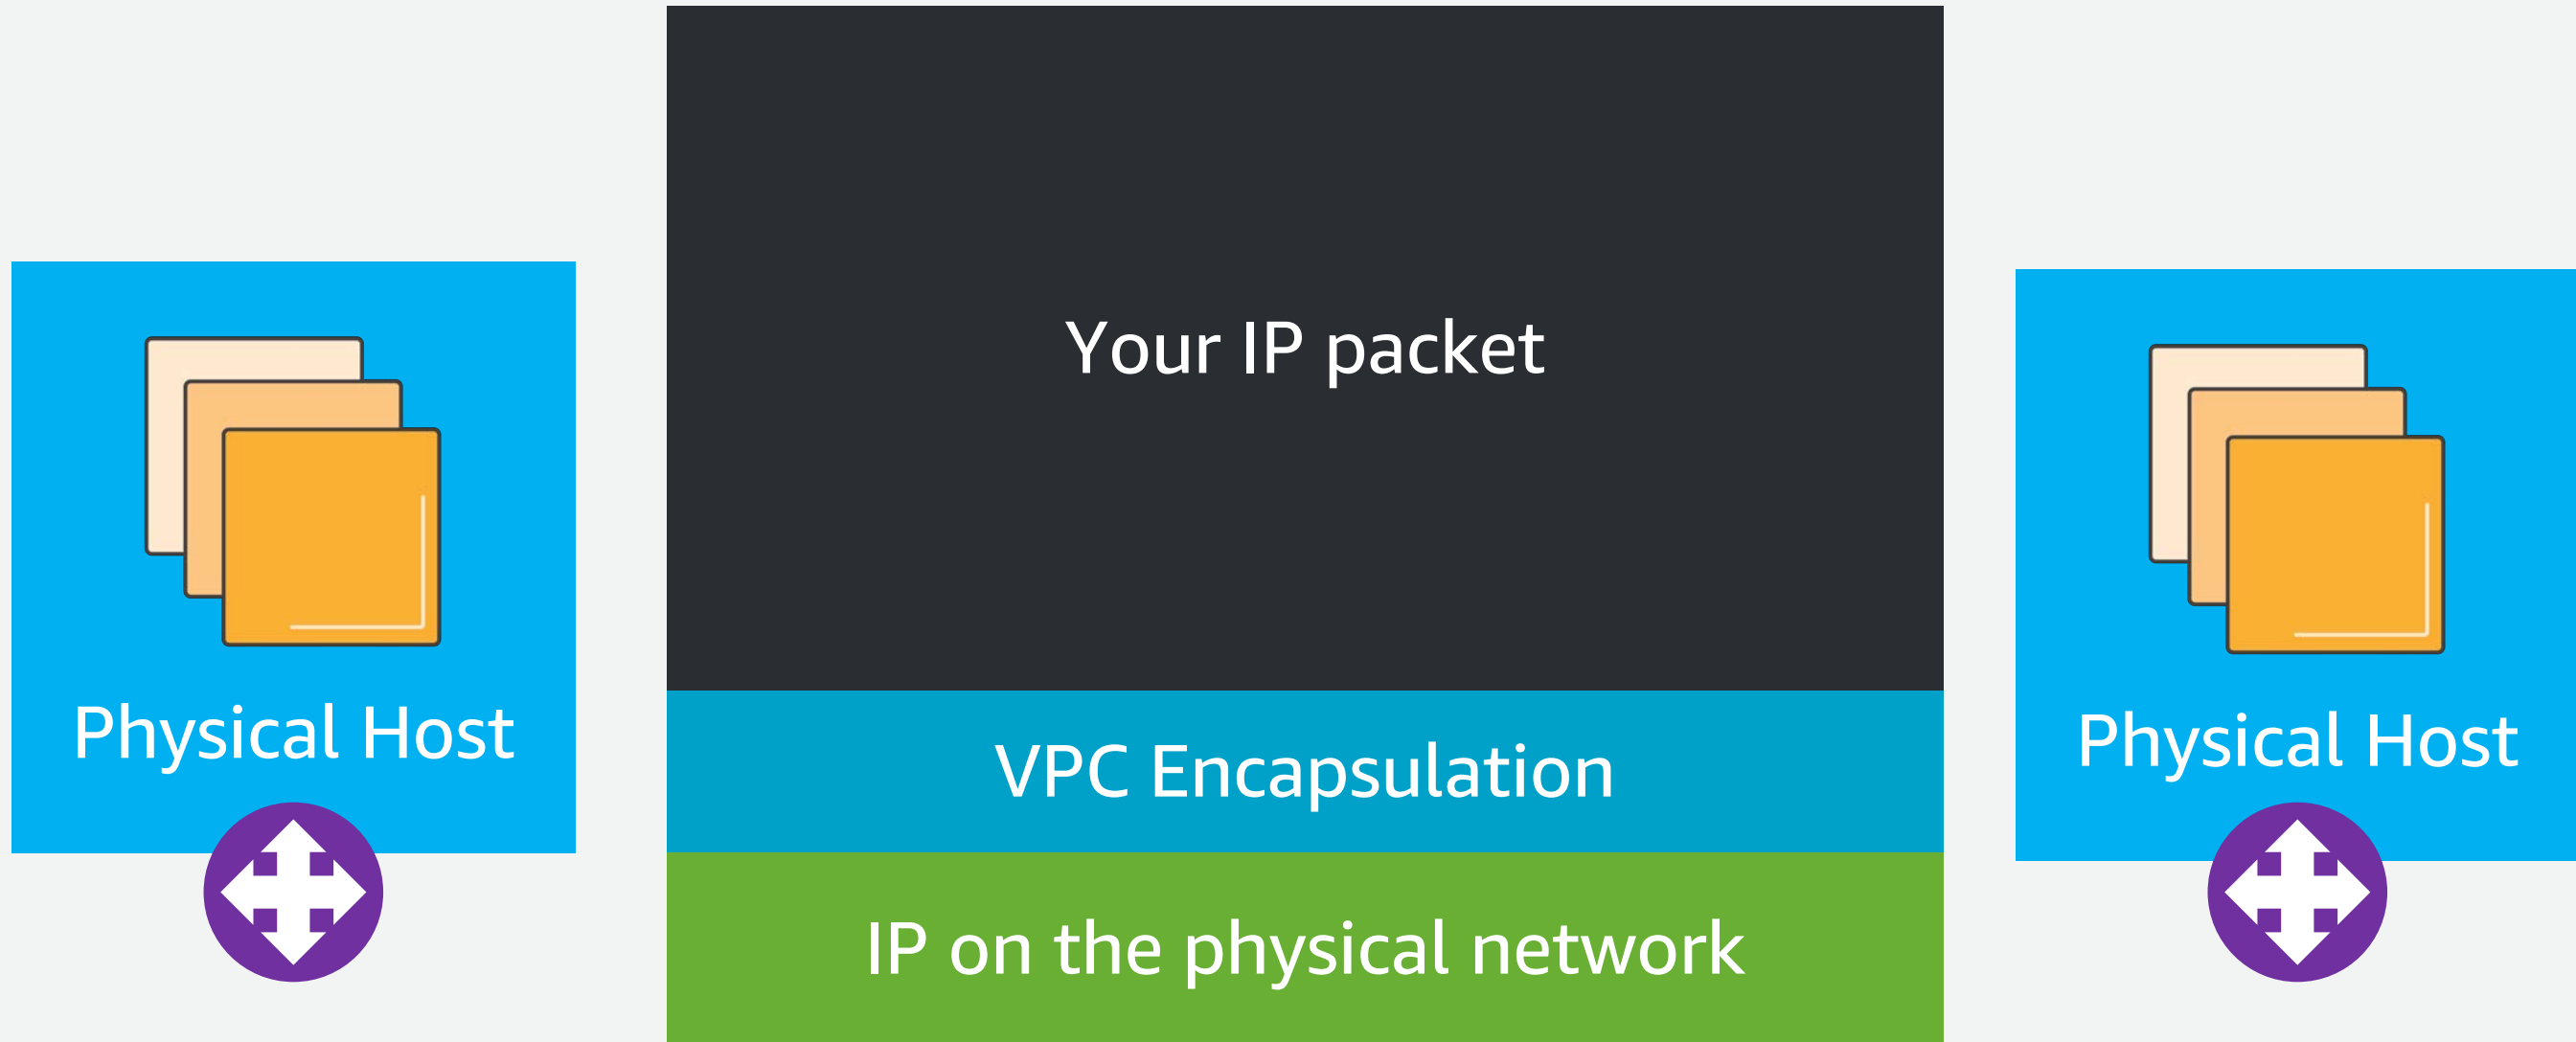 Your IP packet
Physical Host
Physical Host
VPC Encapsulation
IP on the physical network